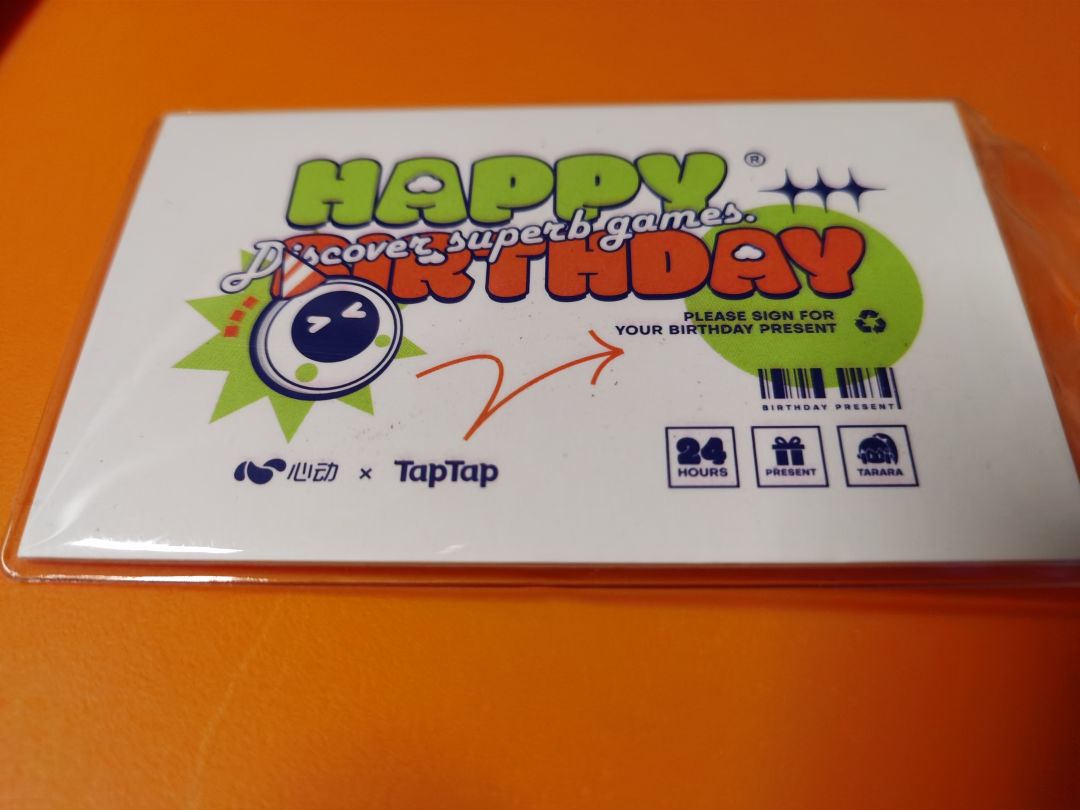 HAPPY ®
Discover superb games.
BIRTHDAY
PLEASE SIGN FOR
YOUR BIRTHDAY PRESENT
BIRTHDAY PRESENT
心动 × TapTap
24
HOURS
PRESENT
TARARA